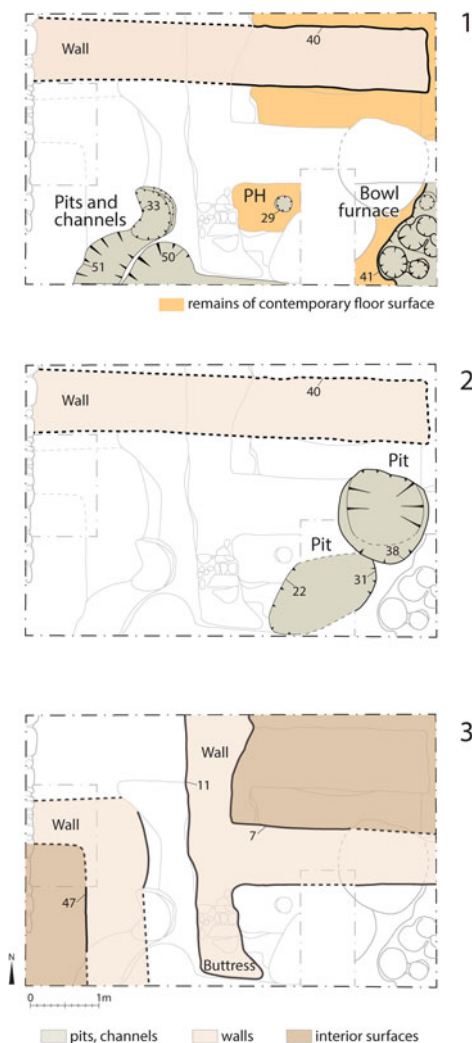 1
40
Wall
Pits and
channels
33
PH
29
Bowl
furnace
50
51
41
remains of contemporary floor surface
2
40
Wall
Pit
Pit
38
31
22
3
Wall
11
7
Wall
47
Buttress
N
0 1m
pits, channels walls interior surfaces